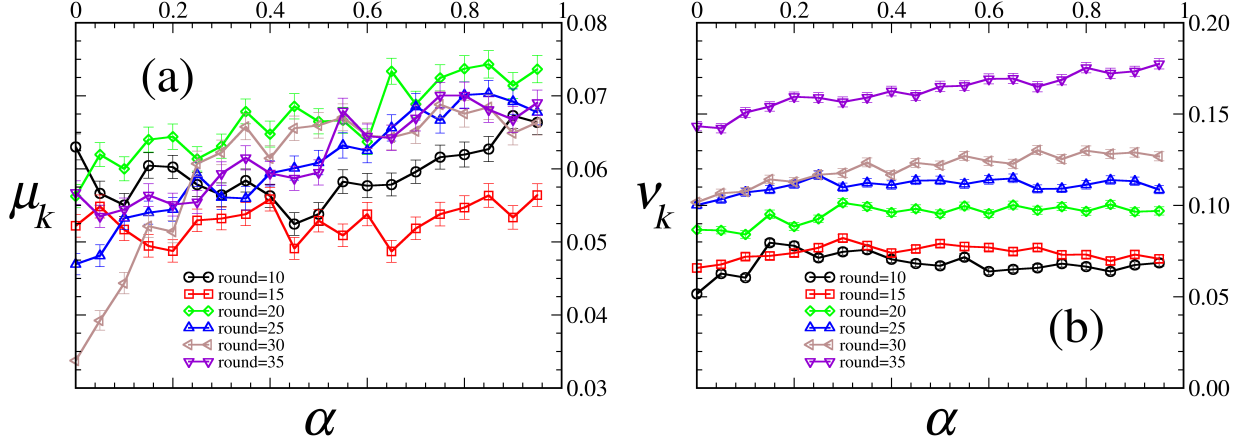 0 0.2 0.4 0.6 0.8 1
0.08
0.07
0.06
0.05
0.04
0.03
(a)
μk
α
round=10
round=15
round=20
round=25
round=30
round=35
0 0.2 0.4 0.6 0.8 1
0.20
0.15
0.10
0.05
0.00
νk
round=10
round=15
round=20
round=25
round=30
round=35
(b)
α